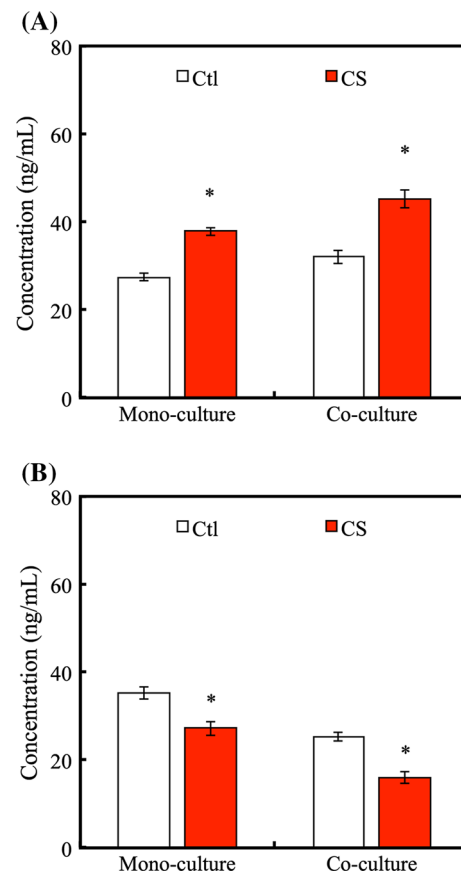 (A)
80
Ctl
CS
60
*
*
40
20
0
Concentration (ng/mL)
Mono-culture
Co-culture
(B)
80
Ctl
CS
60
40
*
*
20
0
Concentration (ng/mL)
Mono-culture
Co-culture